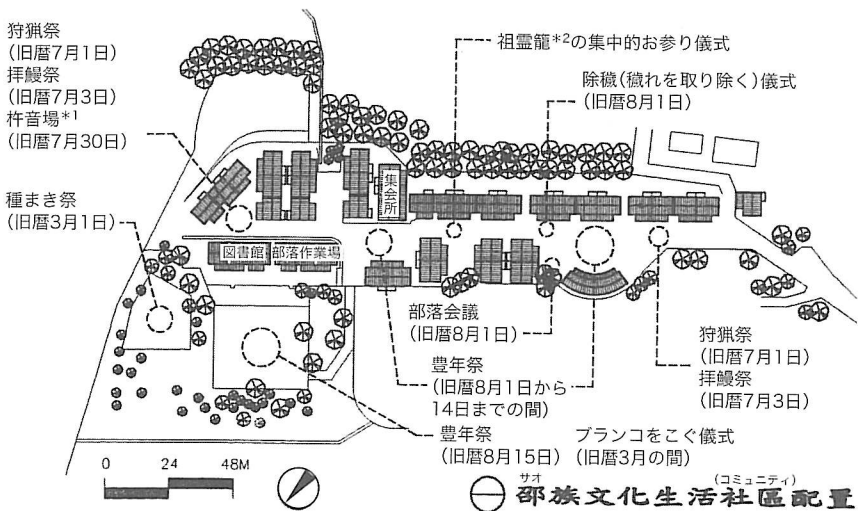 狩猟祭
(旧暦7月1日)
拝鰻祭
(旧暦7月3日)
杵音場*1
(旧暦7月30日)
種まき祭
(旧暦3月1日)
祖霊籠*2の集中的お参り儀式
除穢(穢れを取り除く)儀式
(旧暦8月1日)
集会所
図書館
部落作業場
部落会議
(旧暦8月1日)
豊年祭
(旧暦8月1日から
14日までの間)
豊年祭
(旧暦8月15日)
ブランコをこぐ儀式
(旧暦3月の間)
狩猟祭
(旧暦7月1日)
拝鰻祭
(旧暦7月3日)
0 24 48M
サオ (コミュニティ)
邵族文化生活社區配置